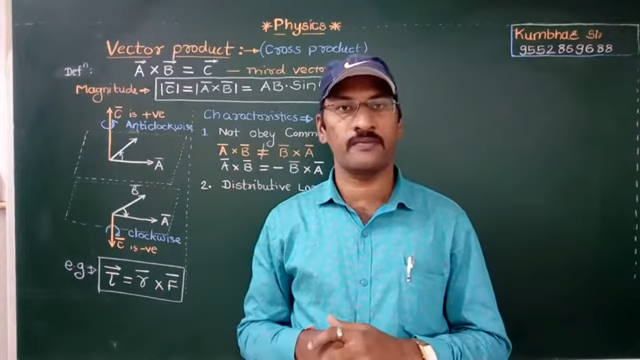 *Physics*
Kumbhar Sir
9552869688
Vector product:→(Cross product)
Defⁿ: A⃗ × B⃗ = C⃗ — Third vect
Magnitude→ |C̅| = |A̅×B̅| = AB·Sin
C̅ is +ve
Anticlockwise
A̅
B̅
A̅
clockwise
C̅ is -ve
e.g.→ τ⃗ = r̅ × F̅
Characteristics→
1 Not obey Comm
A̅×B̅ ≠ B̅×A̅
A̅×B̅ = -B̅×A̅
2. Distributive La